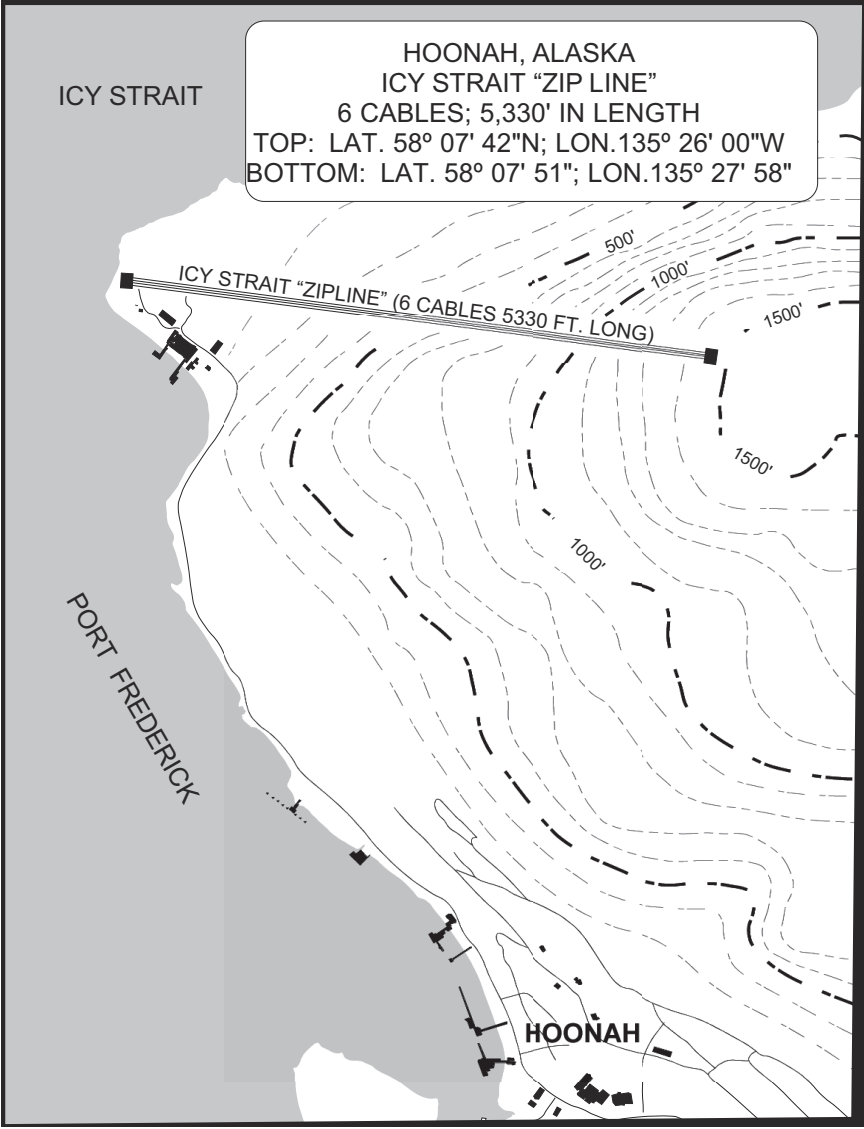 HOONAH, ALASKA
ICY STRAIT “ZIP LINE”
6 CABLES; 5,330' IN LENGTH
TOP: LAT. 58º 07' 42"N; LON.135º 26' 00"W
BOTTOM: LAT. 58º 07' 51"; LON.135º 27' 58"
ICY STRAIT
500'
1000'
ICY STRAIT “ZIPLINE” (6 CABLES 5330 FT. LONG)
1500'
1500'
1000'
PORT FREDERICK
HOONAH